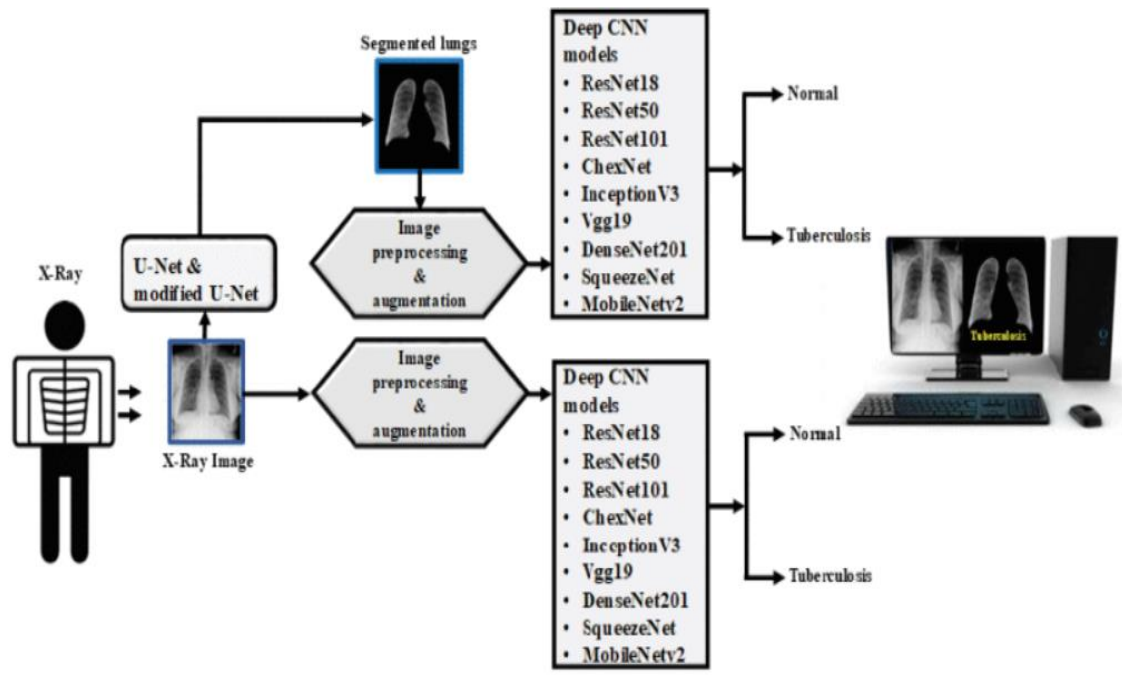 X-Ray
X-Ray Image
U-Net &
modified U-Net
Segmented lungs
Image
preprocessing
&
augmentation
Deep CNN
models
• ResNet18
• ResNet50
• ResNet101
• ChexNet
• InceptionV3
• Vgg19
• DenseNet201
• SqueezeNet
• MobileNetv2
Normal
Tuberculosis
Image
preprocessing
&
augmentation
Deep CNN
models
• ResNet18
• ResNet50
• ResNet101
• ChexNet
• InceptionV3
• Vgg19
• DenseNet201
• SqueezeNet
• MobileNetv2
Normal
Tuberculosis
Tuberculosis